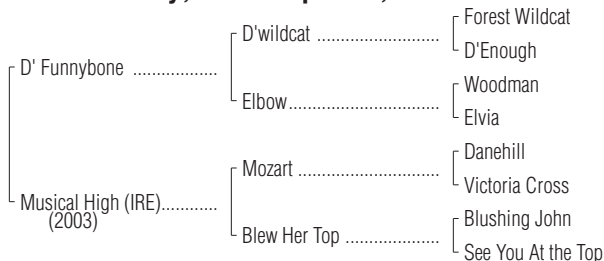 Forest Wildcat
D'wildcat ..................................
D'Enough
D' Funnybone ..................
Woodman
Elbow..........................................
Elvia
Danehill
Mozart .......................................
Victoria Cross
Musical High (IRE)............
(2003)
Blushing John
Blew Her Top ..........................
See You At the Top